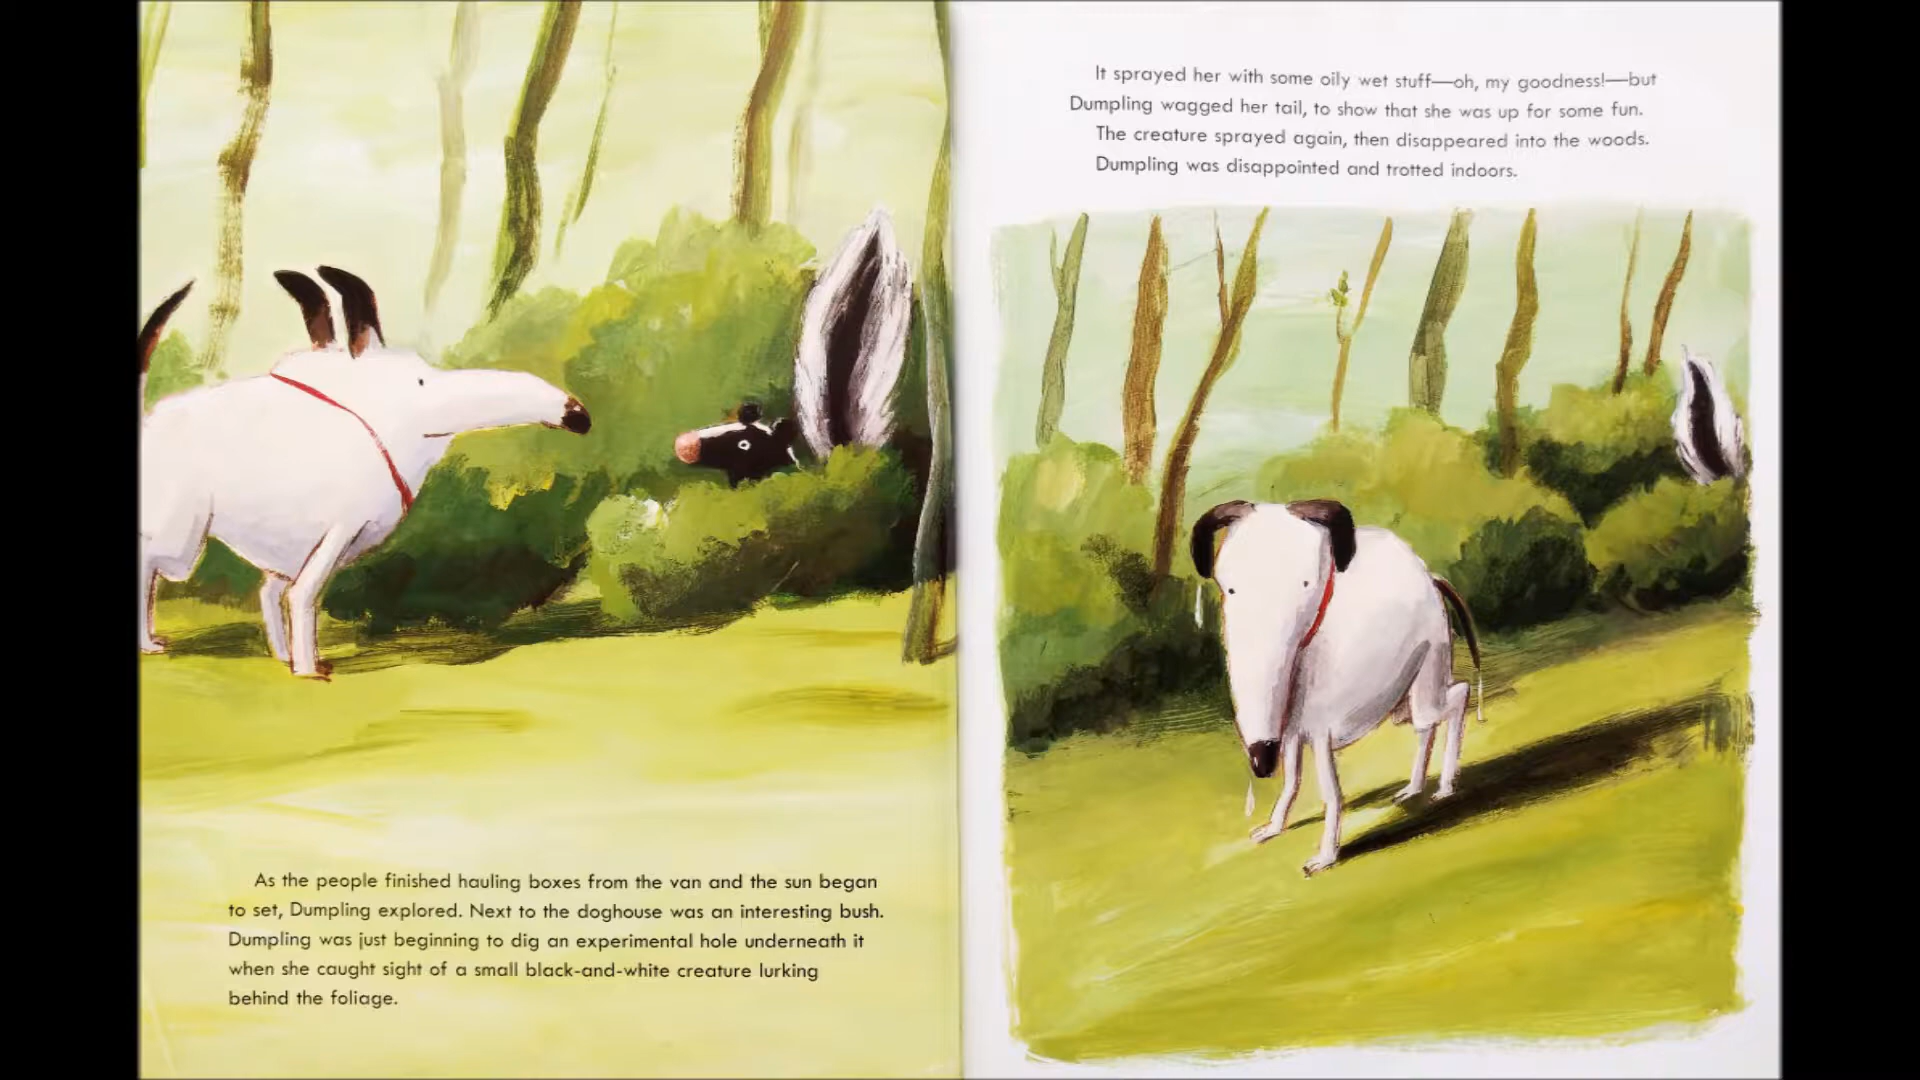 As the people finished hauling boxes from the van and the sun began
to set, Dumpling explored. Next to the doghouse was an interesting bush.
Dumpling was just beginning to dig an experimental hole underneath it
when she caught sight of a small black-and-white creature lurking
behind the foliage.
It sprayed her with some oily wet stuff—oh, my goodness!—but
Dumpling wagged her tail, to show that she was up for some fun.
The creature sprayed again, then disappeared into the woods.
Dumpling was disappointed and trotted indoors.